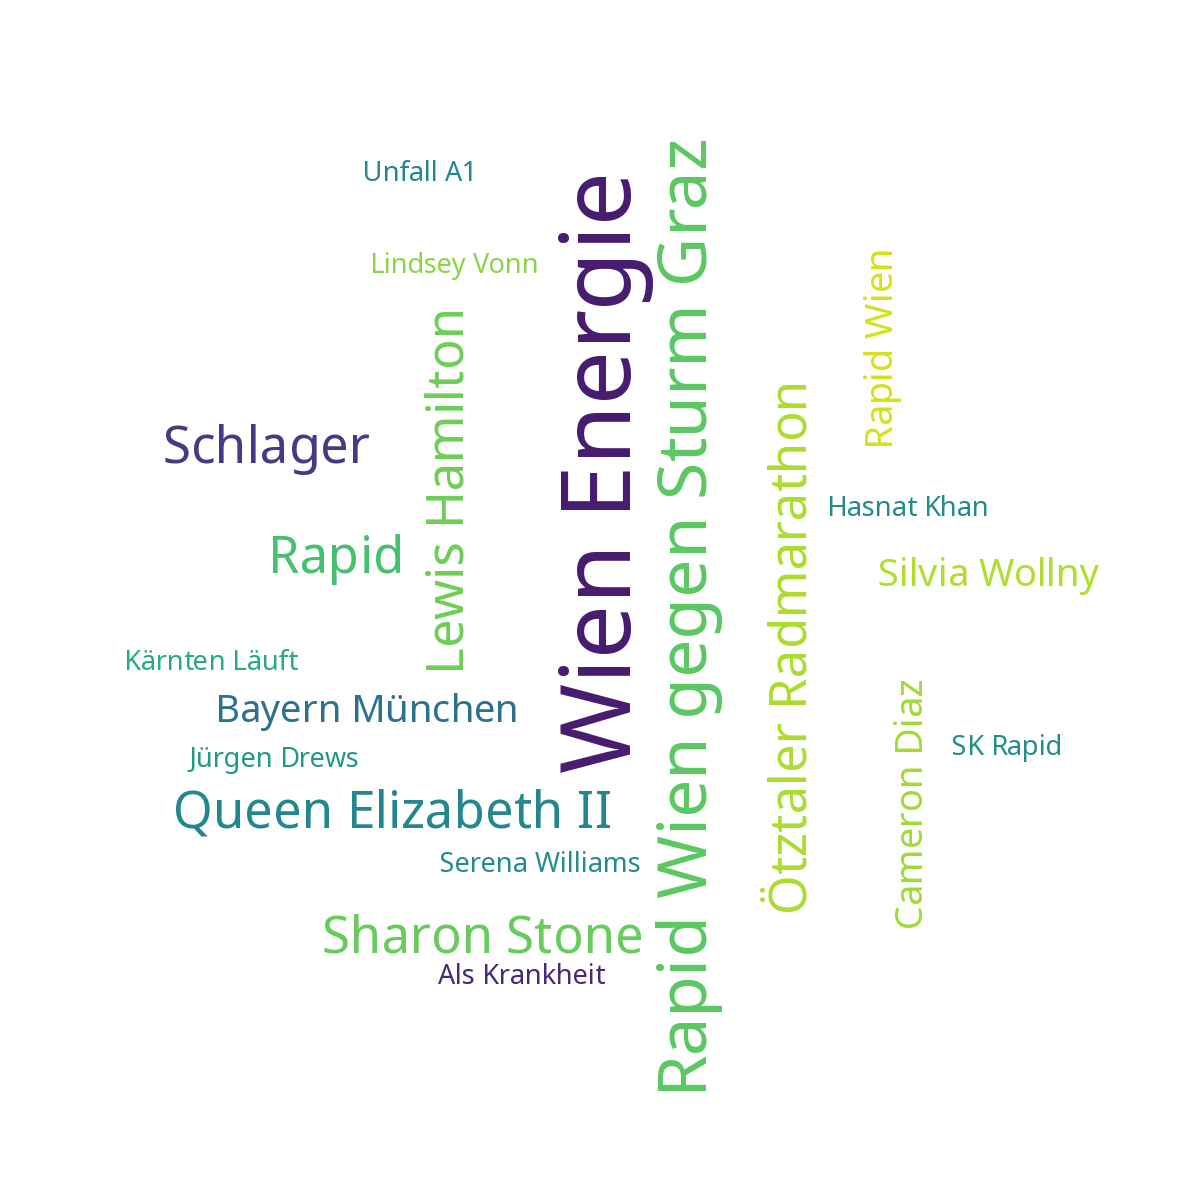 Unfall A1
Lindsey Vonn
Wien Energie
Rapid Wien gegen Sturm Graz
Rapid Wien
Lewis Hamilton
Schlager
Ötztaler Radmarathon
Hasnat Khan
Rapid
Silvia Wollny
Kärnten Läuft
Bayern München
Cameron Diaz
SK Rapid
Jürgen Drews
Queen Elizabeth II
Serena Williams
Sharon Stone
Als Krankheit